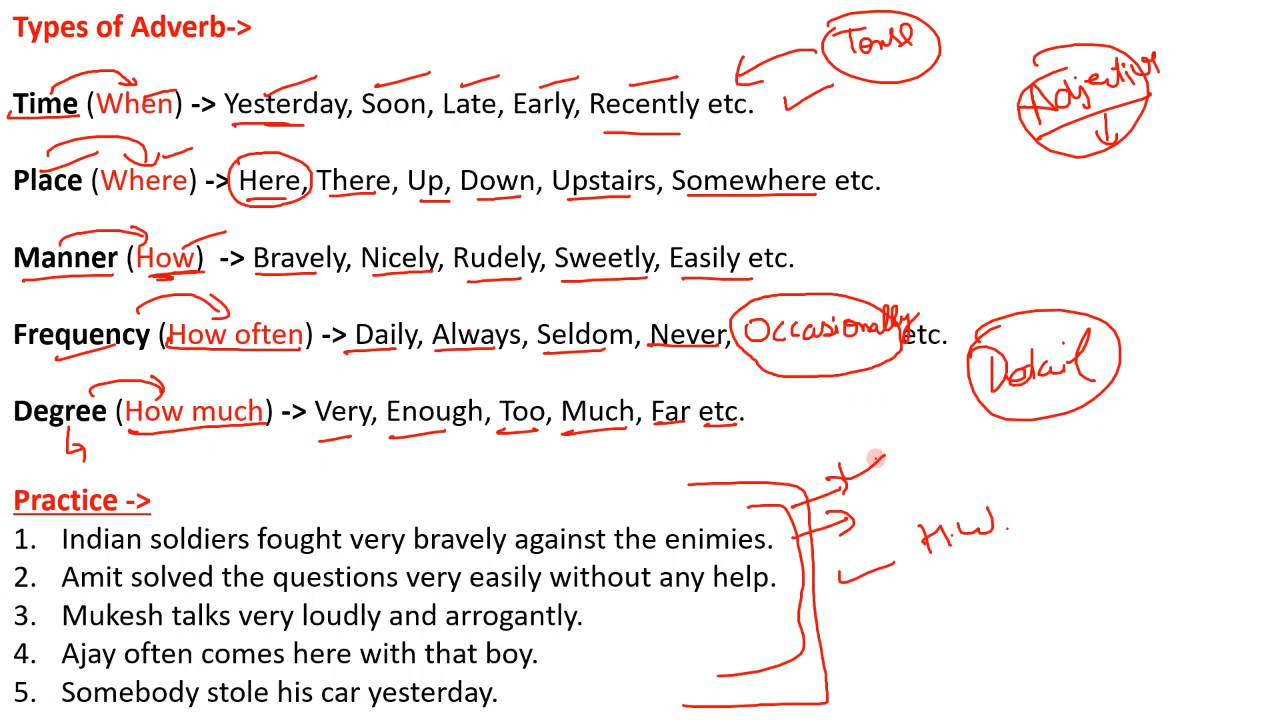 Types of Adverb->
Tense
Adjective
Time (When) -> Yesterday, Soon, Late, Early, Recently etc.
Place (Where) -> Here, There, Up, Down, Upstairs, Somewhere etc.
Manner (How) -> Bravely, Nicely, Rudely, Sweetly, Easily etc.
Frequency (How often) -> Daily, Always, Seldom, Never, Occasionally etc.
Detail
Degree (How much) -> Very, Enough, Too, Much, Far etc.
Practice ->
1. Indian soldiers fought very bravely against the enimies.
H.W.
2. Amit solved the questions very easily without any help.
3. Mukesh talks very loudly and arrogantly.
4. Ajay often comes here with that boy.
5. Somebody stole his car yesterday.